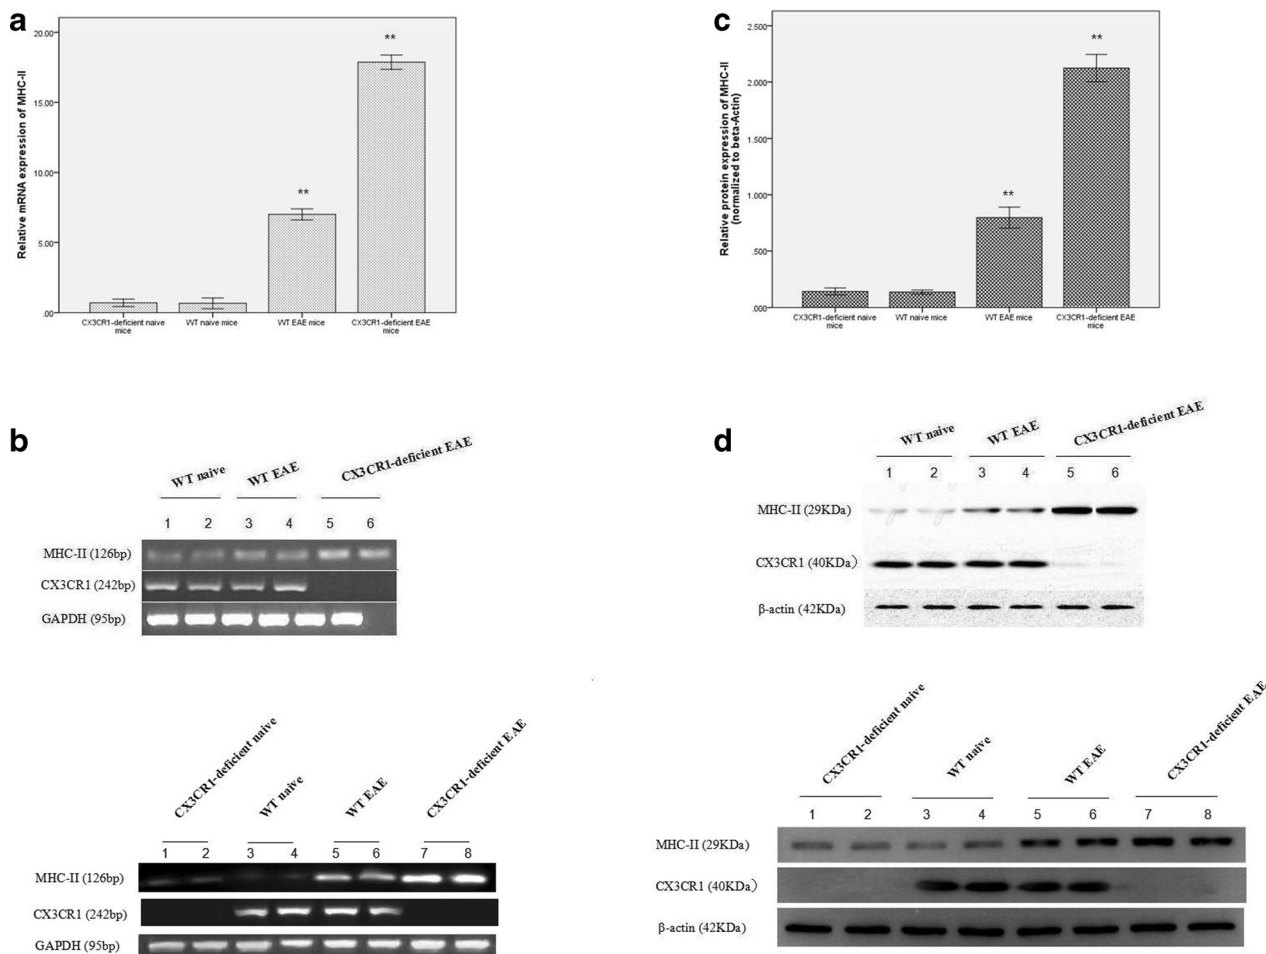 a
Relative mRNA expression of MHC-II
20.00
15.00
10.00
5.00
.00
**
**
CX3CR1-deficient naive
mice
WT naive mice
WT EAE mice
CX3CR1-deficient EAE
mice
c
Relative protein expression of MHC-II
(normalized to beta-Actin)
2.500
2.000
1.500
1.000
.500
.000
**
**
CX3CR1-deficient naive
mice
WT naive mice
WT EAE mice
CX3CR1-deficient EAE
mice
b
WT naive
WT EAE
CX3CR1-deficient EAE
1 2 3 4 5 6
MHC-II (126bp)
CX3CR1 (242bp)
GAPDH (95bp)
CX3CR1-deficient naive
WT naive
WT EAE
CX3CR1-deficient EAE
1 2 3 4 5 6 7 8
MHC-II (126bp)
CX3CR1 (242bp)
GAPDH (95bp)
d
WT naive
WT EAE
CX3CR1-deficient EAE
1 2 3 4 5 6
MHC-II (29KDa)
CX3CR1 (40KDa)
β-actin (42KDa)
CX3CR1-deficient naive
WT naive
WT EAE
CX3CR1-deficient EAE
1 2 3 4 5 6 7 8
MHC-II (29KDa)
CX3CR1 (40KDa)
β-actin (42KDa)